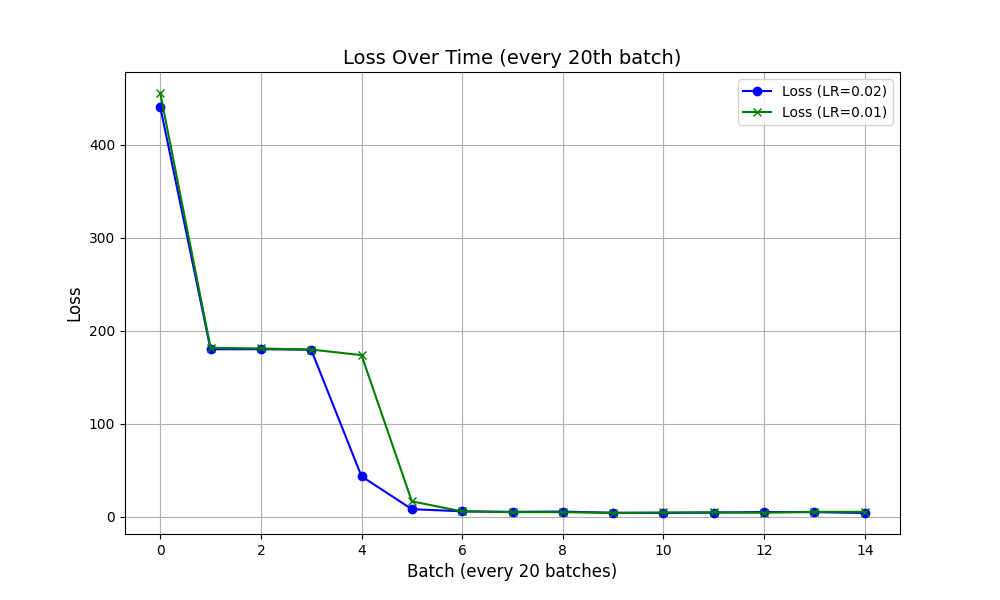 Loss Over Time (every 20th batch)
Loss (LR=0.02)
Loss (LR=0.01)
Loss
400
300
200
100
0
0 2 4 6 8 10 12 14
Batch (every 20 batches)